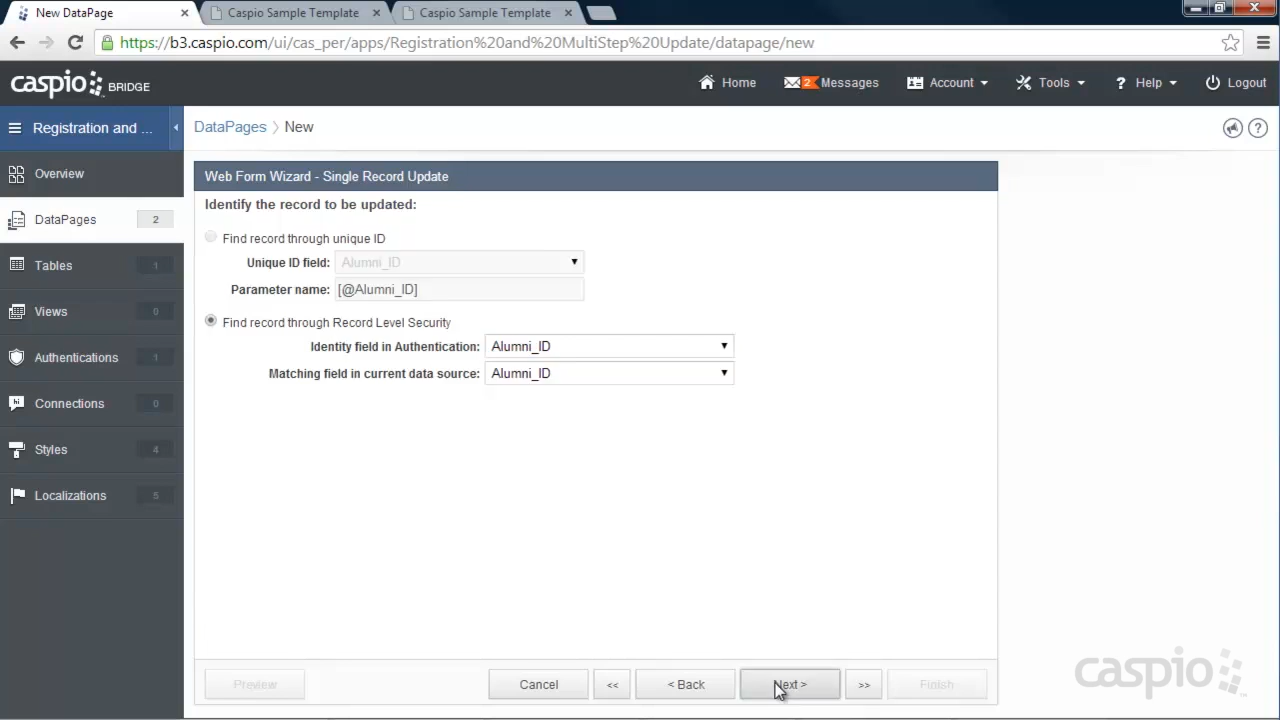 New DataPage
Caspio Sample Template
Caspio Sample Template
https://b3.caspio.com/ui/cas_per/apps/Registration%20and%20MultiStep%20Update/datapage/new
caspio BRIDGE
Home
2 Messages
Account
Tools
? Help
Logout
Registration and ...
DataPages > New
?
Overview
DataPages 2
Tables 1
Views 0
Authentications 1
hi Connections 0
Styles 4
Localizations 5
Web Form Wizard - Single Record Update
Identify the record to be updated:
Find record through unique ID
Unique ID field: Alumni_ID
Parameter name: [@Alumni_ID]
Find record through Record Level Security
Identity field in Authentication: Alumni_ID
Matching field in current data source: Alumni_ID
Preview
Cancel
<<
< Back
Next >
>>
Finish
caspio